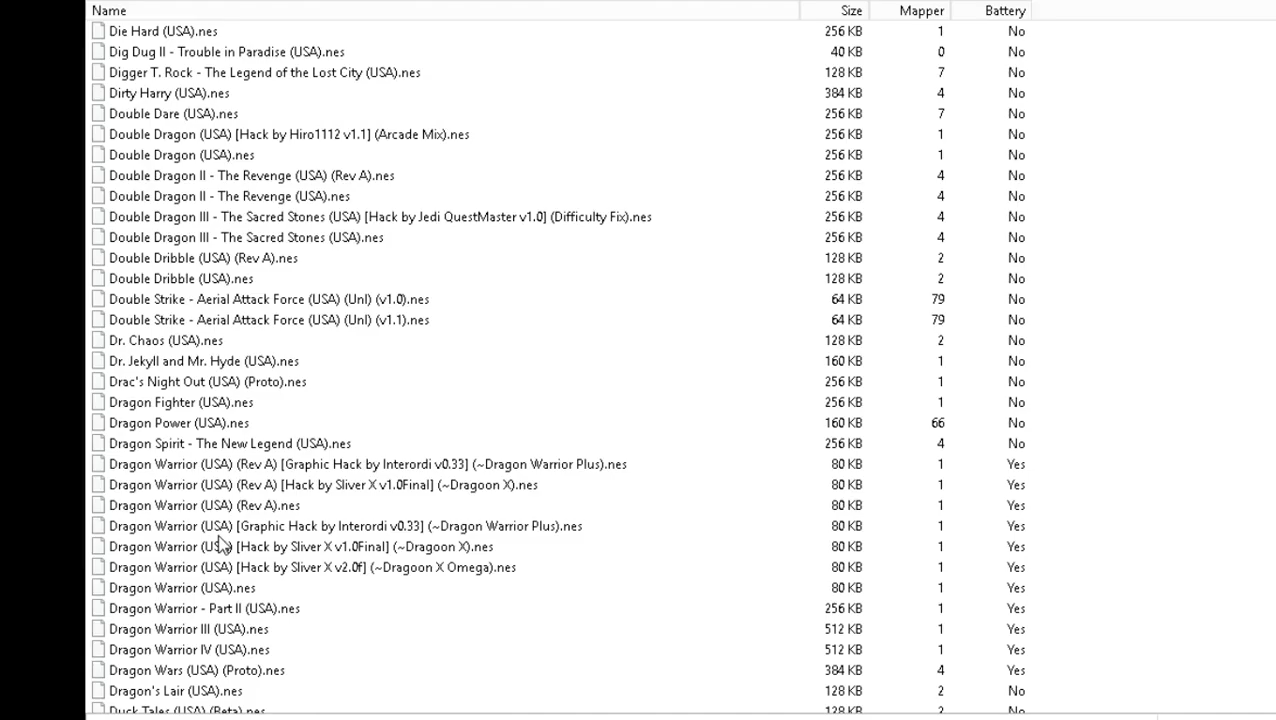 Name Size Mapper Battery
Die Hard (USA).nes 256 KB 1 No
Dig Dug II - Trouble in Paradise (USA).nes 40 KB 0 No
Digger T. Rock - The Legend of the Lost City (USA).nes 128 KB 7 No
Dirty Harry (USA).nes 384 KB 4 No
Double Dare (USA).nes 256 KB 7 No
Double Dragon (USA) [Hack by Hiro1112 v1.1] (Arcade Mix).nes 256 KB 1 No
Double Dragon (USA).nes 256 KB 1 No
Double Dragon II - The Revenge (USA) (Rev A).nes 256 KB 4 No
Double Dragon II - The Revenge (USA).nes 256 KB 4 No
Double Dragon III - The Sacred Stones (USA) [Hack by Jedi QuestMaster v1.0] (Difficulty Fix).nes 256 KB 4 No
Double Dragon III - The Sacred Stones (USA).nes 256 KB 4 No
Double Dribble (USA) (Rev A).nes 128 KB 2 No
Double Dribble (USA).nes 128 KB 2 No
Double Strike - Aerial Attack Force (USA) (Unl) (v1.0).nes 64 KB 79 No
Double Strike - Aerial Attack Force (USA) (Unl) (v1.1).nes 64 KB 79 No
Dr. Chaos (USA).nes 128 KB 2 No
Dr. Jekyll and Mr. Hyde (USA).nes 160 KB 1 No
Drac's Night Out (USA) (Proto).nes 256 KB 1 No
Dragon Fighter (USA).nes 256 KB 1 No
Dragon Power (USA).nes 160 KB 66 No
Dragon Spirit - The New Legend (USA).nes 256 KB 4 No
Dragon Warrior (USA) (Rev A) [Graphic Hack by Interordi v0.33] (~Dragon Warrior Plus).nes 80 KB 1 Yes
Dragon Warrior (USA) (Rev A) [Hack by Sliver X v1.0Final] (~Dragoon X).nes 80 KB 1 Yes
Dragon Warrior (USA) (Rev A).nes 80 KB 1 Yes
Dragon Warrior (USA) [Graphic Hack by Interordi v0.33] (~Dragon Warrior Plus).nes 80 KB 1 Yes
Dragon Warrior (USA) [Hack by Sliver X v1.0Final] (~Dragoon X).nes 80 KB 1 Yes
Dragon Warrior (USA) [Hack by Sliver X v2.0f] (~Dragoon X Omega).nes 80 KB 1 Yes
Dragon Warrior (USA).nes 80 KB 1 Yes
Dragon Warrior - Part II (USA).nes 256 KB 1 Yes
Dragon Warrior III (USA).nes 512 KB 1 Yes
Dragon Warrior IV (USA).nes 512 KB 1 Yes
Dragon Wars (USA) (Proto).nes 384 KB 4 Yes
Dragon's Lair (USA).nes 128 KB 2 No
Duck Tales (USA) (Beta).nes 128 KB 2 No